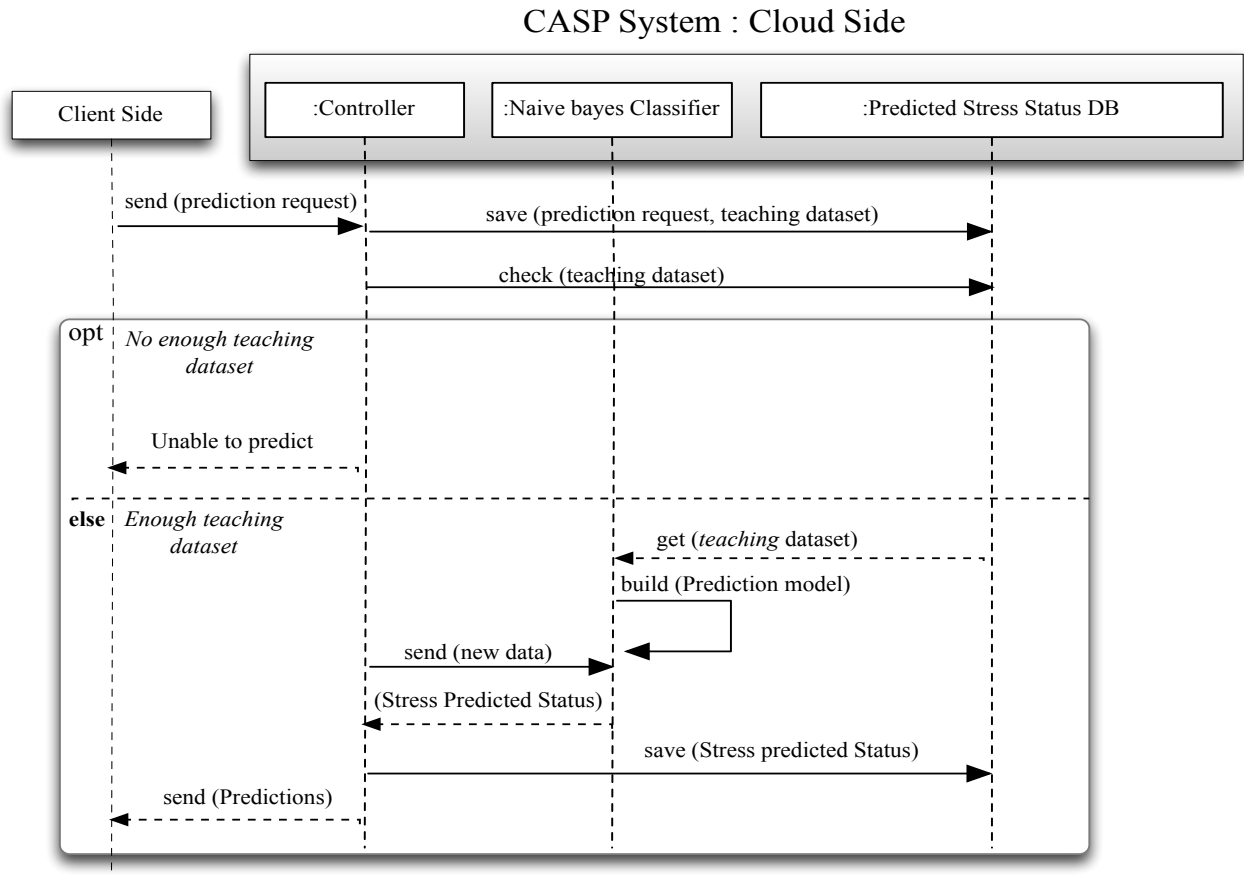 CASP System : Cloud Side
Client Side
:Controller
:Naive bayes Classifier
:Predicted Stress Status DB
send (prediction request)
save (prediction request, teaching dataset)
check (teaching dataset)
opt
No enough teaching
dataset
Unable to predict
else
Enough teaching
dataset
get (teaching dataset)
build (Prediction model)
send (new data)
(Stress Predicted Status)
save (Stress predicted Status)
send (Predictions)